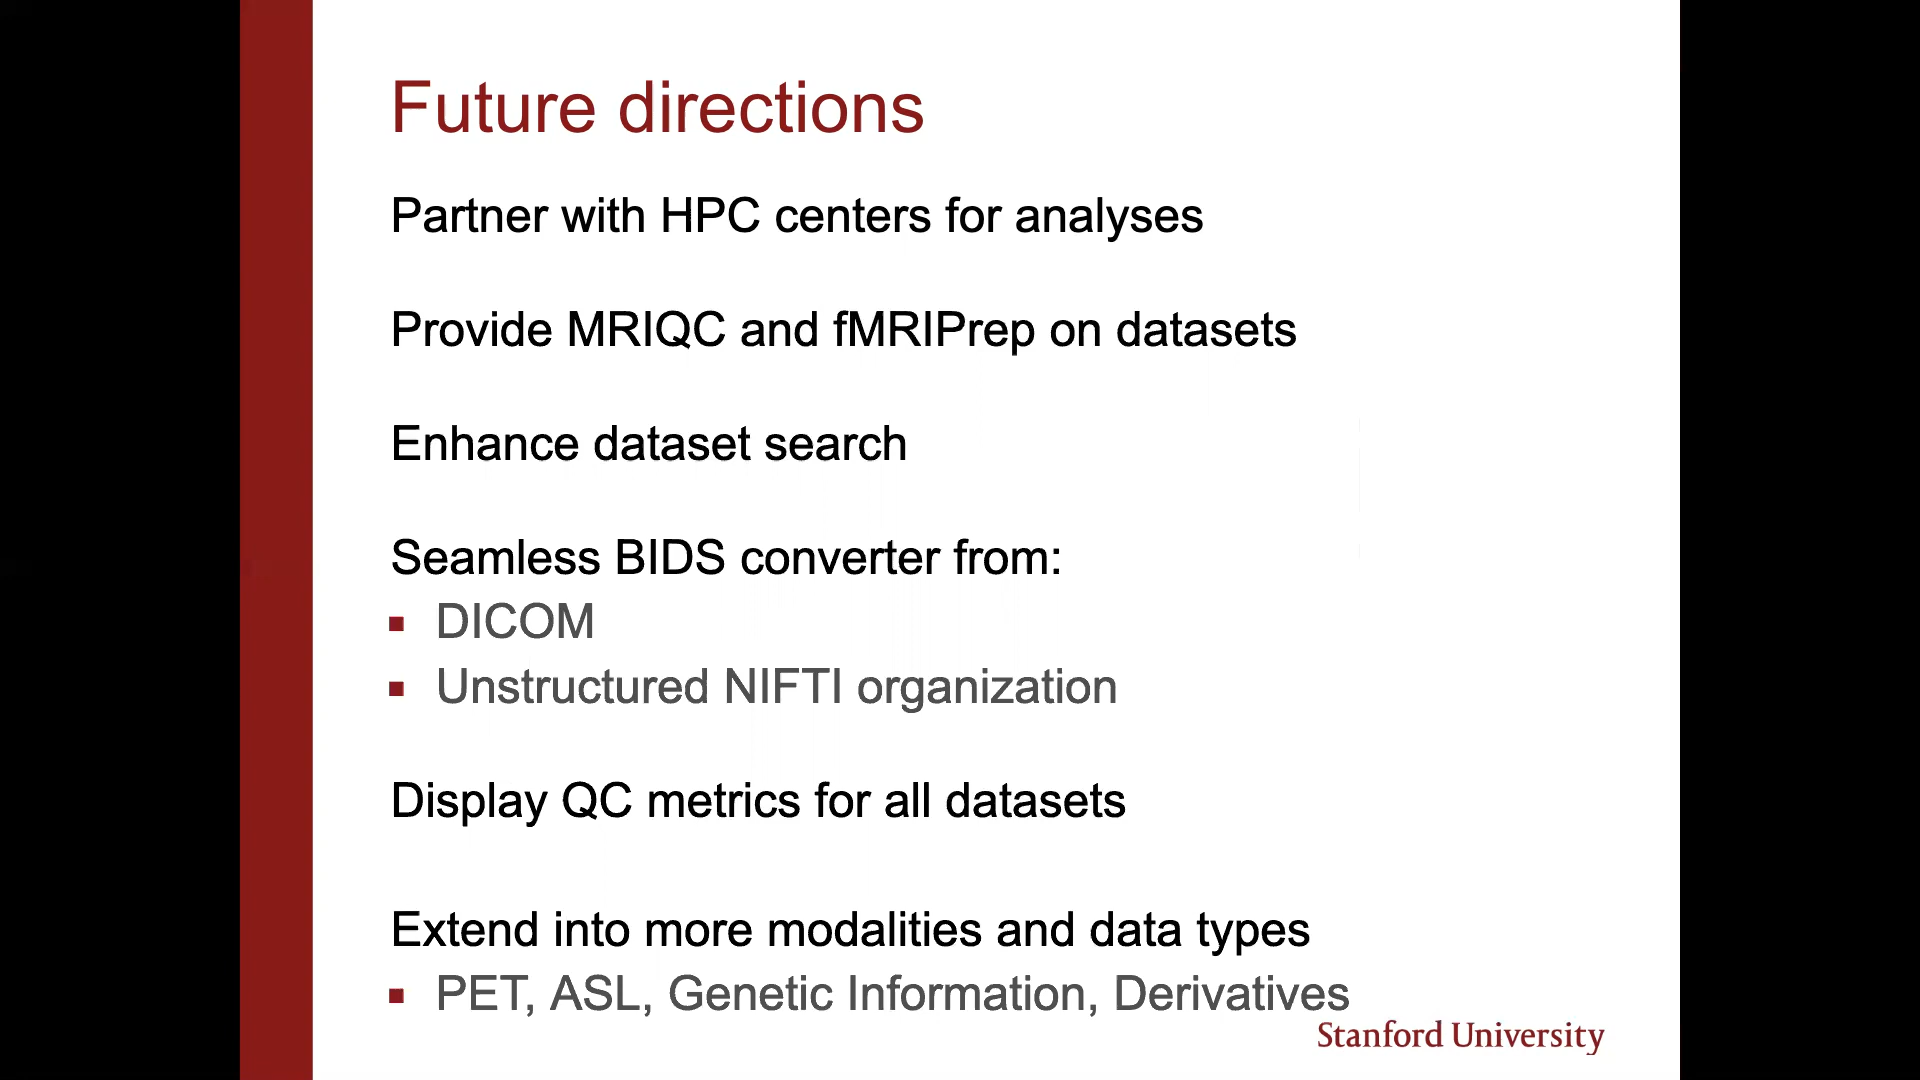 Future directions
Partner with HPC centers for analyses
Provide MRIQC and fMRIPrep on datasets
Enhance dataset search
Seamless BIDS converter from:
▪ DICOM
▪ Unstructured NIFTI organization
Display QC metrics for all datasets
Extend into more modalities and data types
▪ PET, ASL, Genetic Information, Derivatives
Stanford University